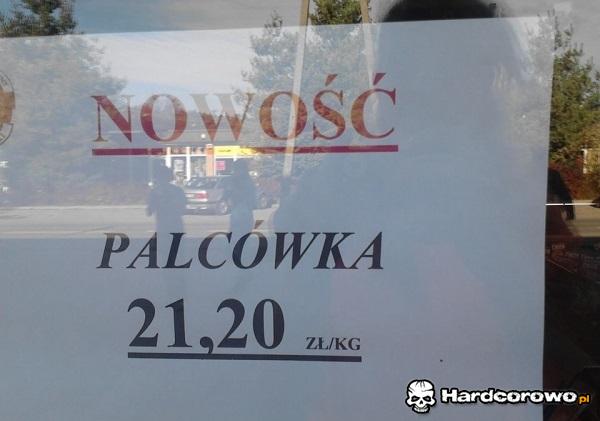 NOWOŚĆ
PALCÓWKA
21,20 ZŁ/KG
Hardcorowo.pl